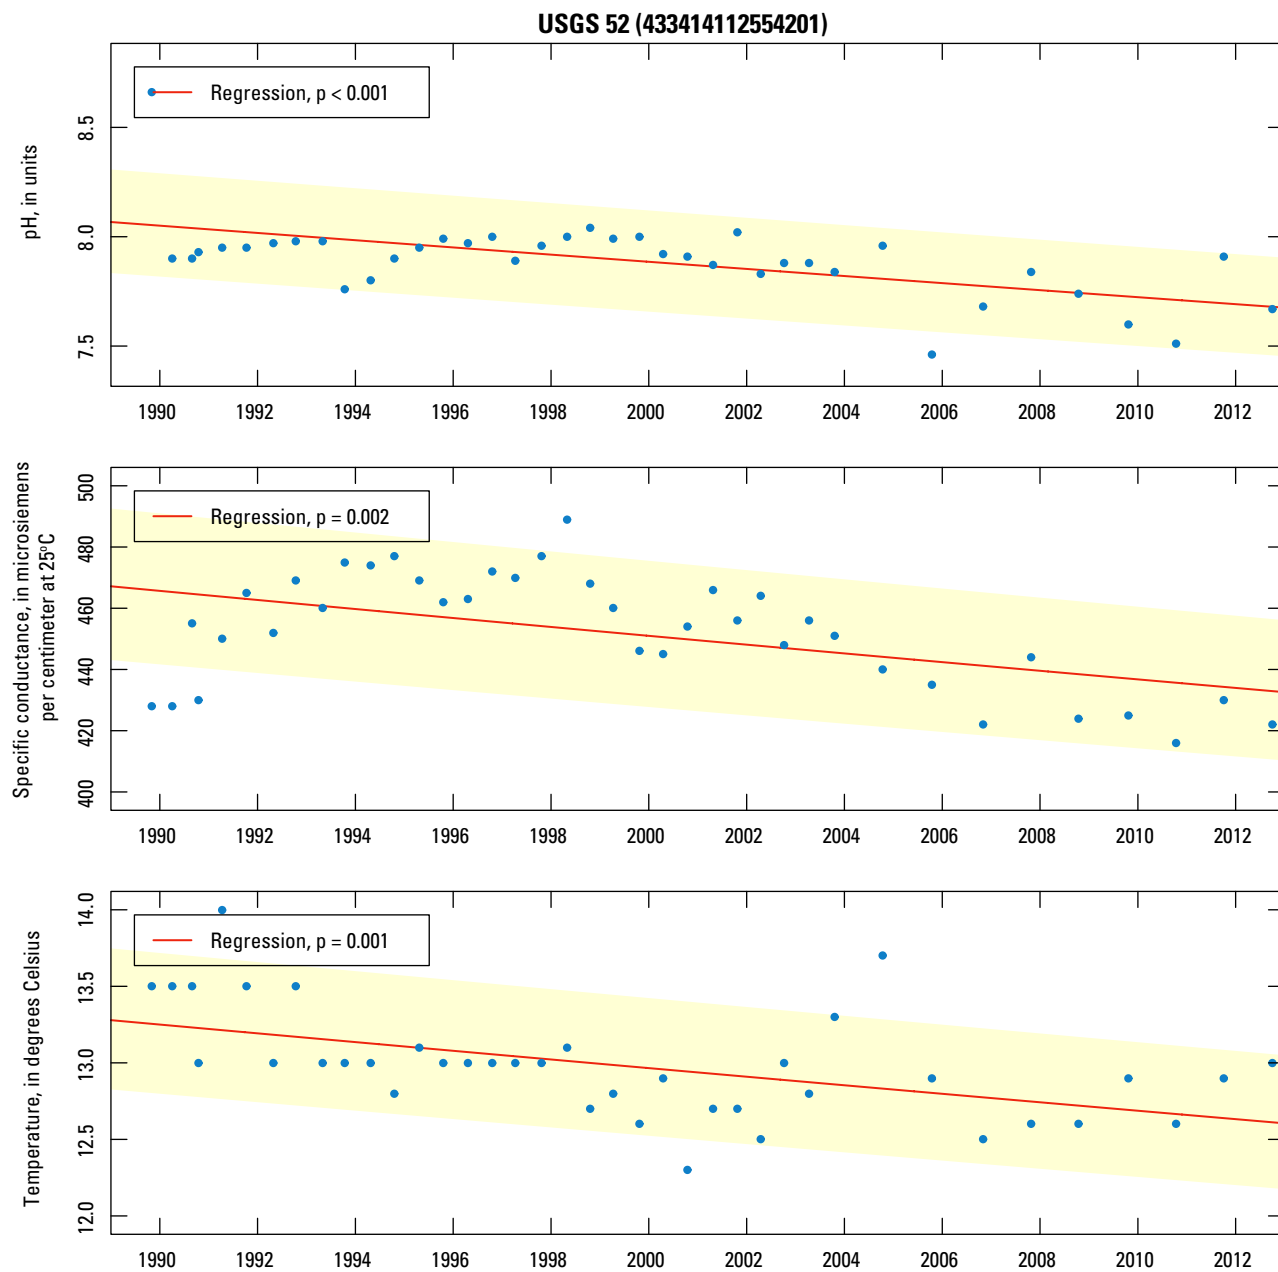 USGS 52 (433414112554201)
Regression, p < 0.001
pH, in units
8.5
8.0
7.5
1990 1992 1994 1996 1998 2000 2002 2004 2006 2008 2010 2012
Regression, p = 0.002
Specific conductance, in microsiemens
per centimeter at 25°C
500
480
460
440
420
400
1990 1992 1994 1996 1998 2000 2002 2004 2006 2008 2010 2012
Regression, p = 0.001
Temperature, in degrees Celsius
14.0
13.5
13.0
12.5
12.0
1990 1992 1994 1996 1998 2000 2002 2004 2006 2008 2010 2012